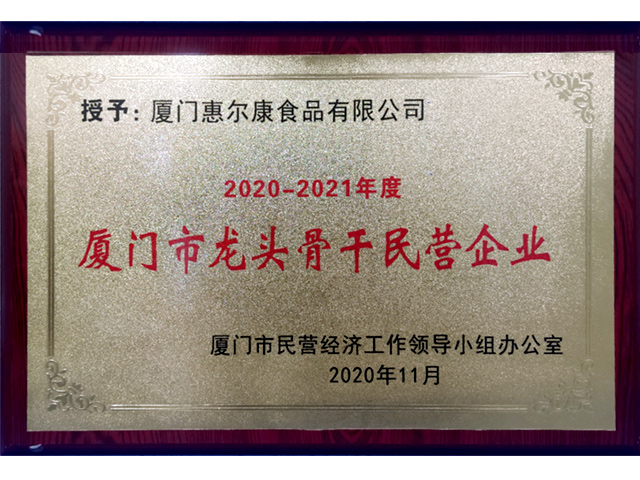 授予：厦门惠尔康食品有限公司
2020-2021年度
厦门市龙头骨干民营企业
厦门市民营经济工作领导小组办公室
2020年11月